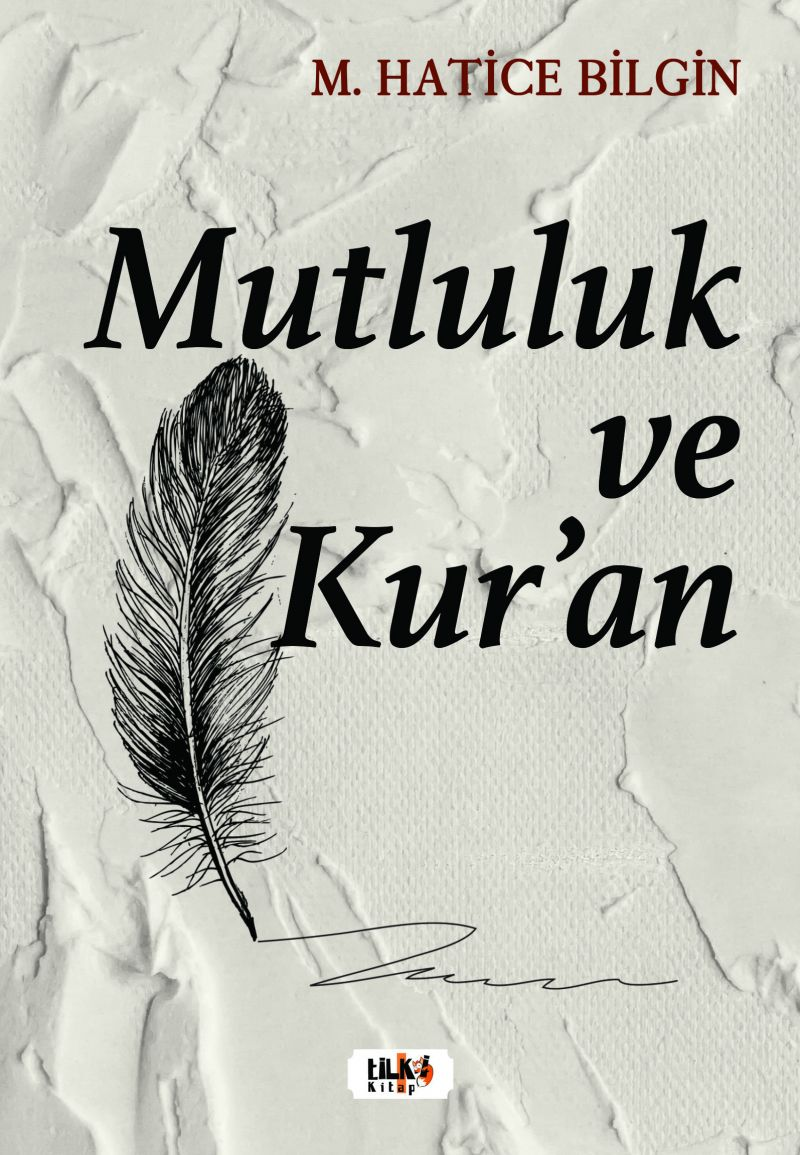 M. HATİCE BİLGİN
Mutluluk
ve
Kur'an
tiLKi
Kitap